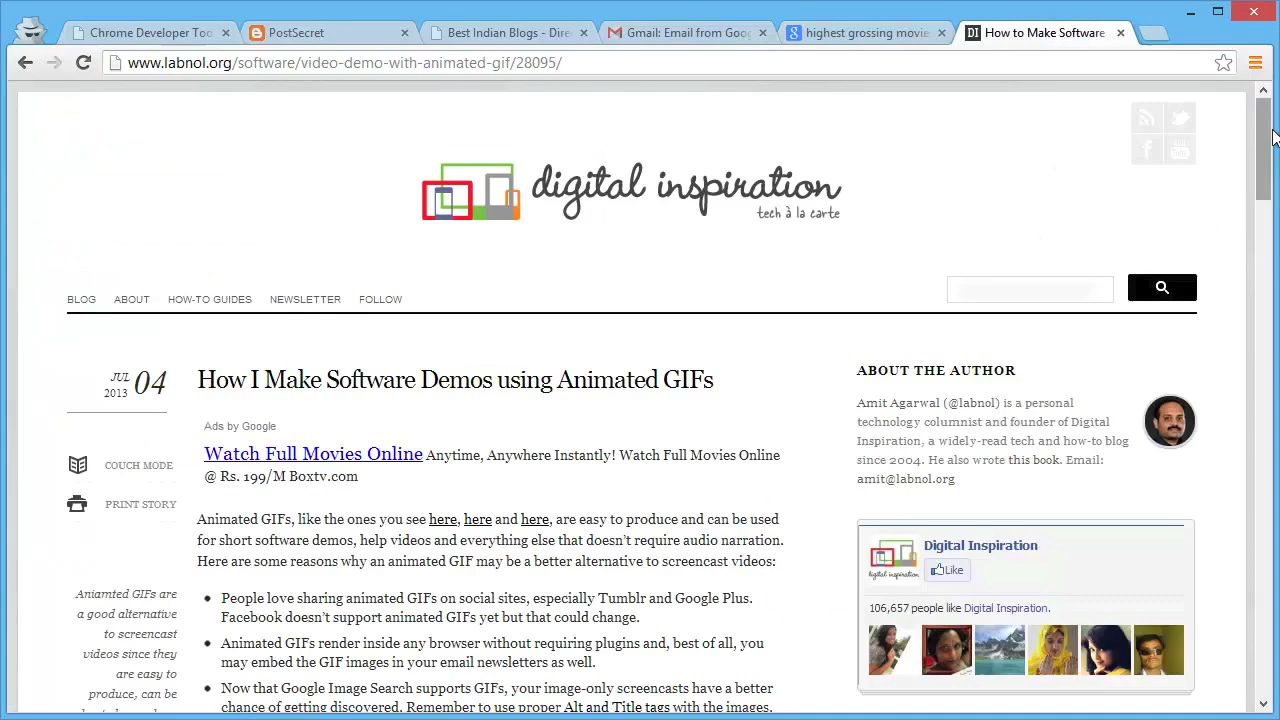 Chrome Developer Too
PostSecret
Best Indian Blogs - Dire
Gmail: Email from Goog
highest grossing movie
DI How to Make Software
www.labnol.org/software/video-demo-with-animated-gif/28095/
digital inspiration
tech à la carte
BLOG ABOUT HOW-TO GUIDES NEWSLETTER FOLLOW
JUL
2013 04
How I Make Software Demos using Animated GIFs
Ads by Google
Watch Full Movies Online Anytime, Anywhere Instantly! Watch Full Movies Online
@ Rs. 199/M Boxtv.com
COUCH MODE
PRINT STORY
Animated GIFs, like the ones you see here, here and here, are easy to produce and can be used
for short software demos, help videos and everything else that doesn't require audio narration.
Here are some reasons why an animated GIF may be a better alternative to screencast videos:
Aniamted GIFs are
a good alternative
to screencast
videos since they
are easy to
produce, can be
People love sharing animated GIFs on social sites, especially Tumblr and Google Plus.
Facebook doesn't support animated GIFs yet but that could change.
Animated GIFs render inside any browser without requiring plugins and, best of all, you
may embed the GIF images in your email newsletters as well.
Now that Google Image Search supports GIFs, your image-only screencasts have a better
chance of getting discovered. Remember to use proper Alt and Title tags with the images.
ABOUT THE AUTHOR
Amit Agarwal (@labnol) is a personal
technology columnist and founder of Digital
Inspiration, a widely-read tech and how-to blog
since 2004. He also wrote this book. Email:
amit@labnol.org
digital inspiration
Digital Inspiration
Like
106,657 people like Digital Inspiration.